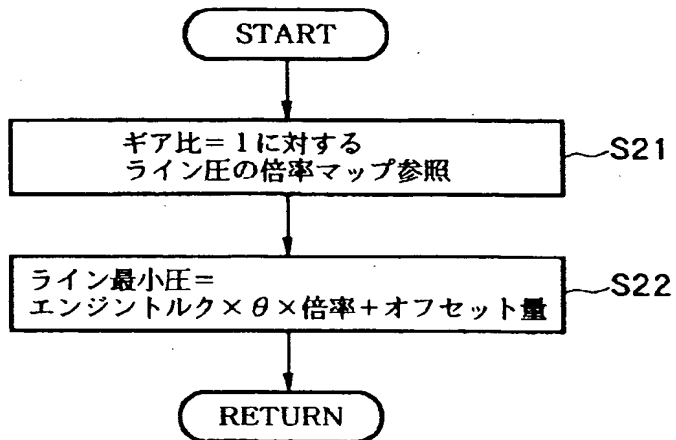 START
ギア比=1に対する
ライン圧の倍率マップ参照
S21
ライン最小圧=
エンジントルク×θ×倍率+オフセット量
S22
RETURN